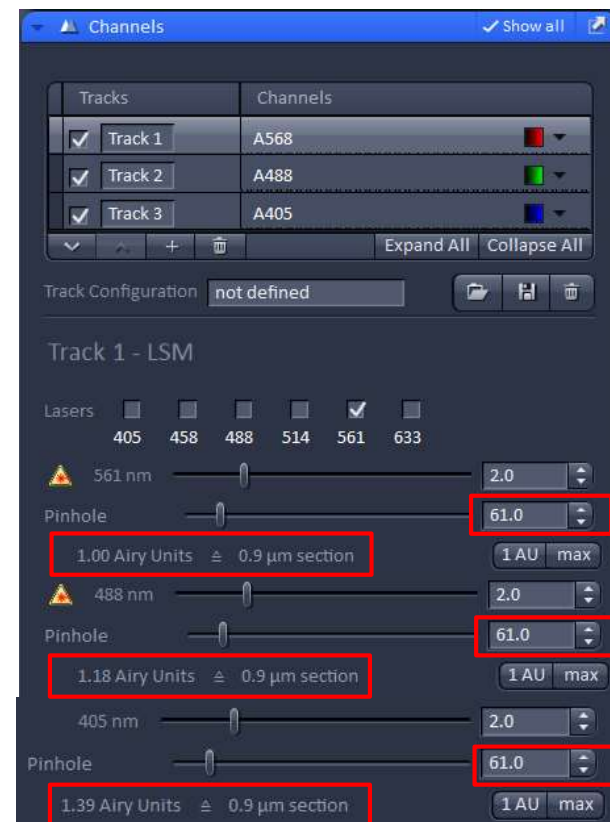 Channels Show all
Tracks Channels
Track 1 A568
Track 2 A488
Track 3 A405
+ Expand All Collapse All
Track Configuration not defined
Track 1 - LSM
Lasers
405 458 488 514 561 633
561 nm 2.0
Pinhole 61.0
1.00 Airy Units ≙ 0.9 µm section 1 AU max
488 nm 2.0
Pinhole 61.0
1.18 Airy Units ≙ 0.9 µm section 1 AU max
405 nm 2.0
Pinhole 61.0
1.39 Airy Units ≙ 0.9 µm section 1 AU max